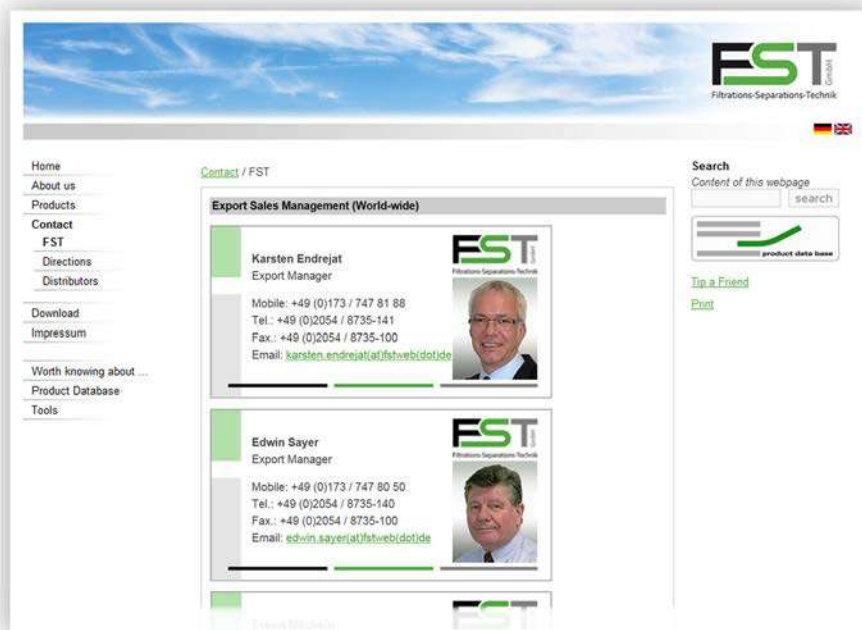 FST
GmbH
Filtrations-Separations-Technik
Home
About us
Products
Contact
FST
Directions
Distributors
Download
Impressum
Worth knowing about ...
Product Database
Tools
Contact / FST
Export Sales Management (World-wide)
Karsten Endrejat
Export Manager
Mobile: +49 (0)173 / 747 81 88
Tel.: +49 (0)2054 / 8735-141
Fax.: +49 (0)2054 / 8735-100
Email: karsten.endrejat(at)fstweb(dot)de
FST
GmbH
Filtrations-Separations-Technik
Edwin Sayer
Export Manager
Mobile: +49 (0)173 / 747 80 50
Tel.: +49 (0)2054 / 8735-140
Fax.: +49 (0)2054 / 8735-100
Email: edwin.sayer(at)fstweb(dot)de
FST
GmbH
Filtrations-Separations-Technik
FST
Search
Content of this webpage
search
product data base
Tip a Friend
Print